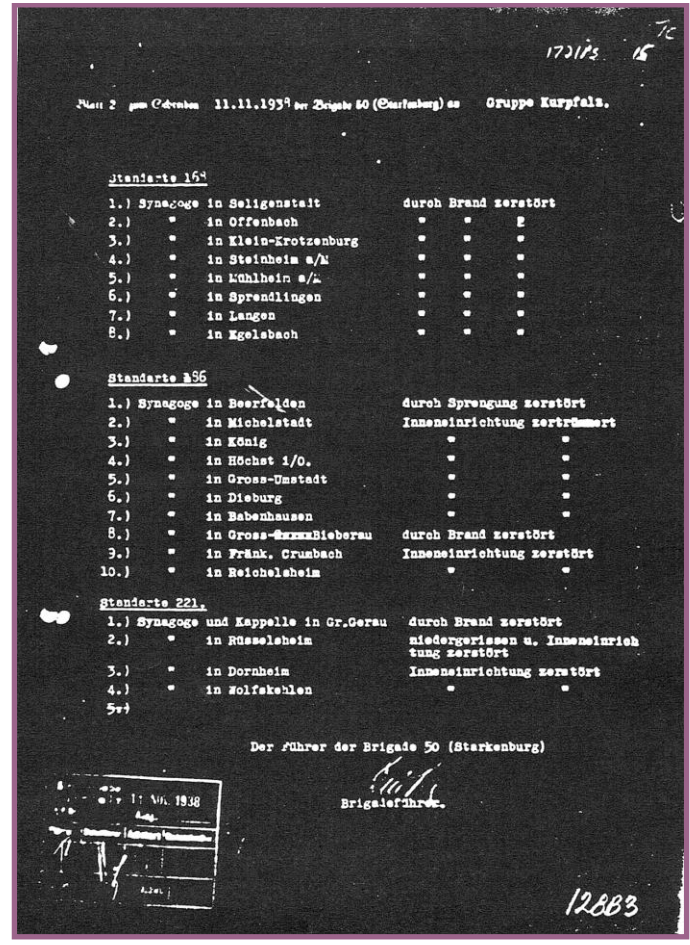 172183. 15
Blatt 2 zum Schreiben 11.11.1938 der Brigade 50 (Starkenburg) an Gruppe Kurpfalz.
Standarte 168
1.) Synagoge in Seligenstadt durch Brand zerstört
2.) " in Offenbach " " "
3.) " in Klein-Krotzenburg " " "
4.) " in Steinheim a/M " " "
5.) " in Mühlheim a/M " " "
6.) " in Sprendlingen " " "
7.) " in Langen " " "
8.) " in Egelsbach " " "
Standarte 186
1.) Synagoge in Beerfelden durch Sprengung zerstört
2.) " in Michelstadt Inneneinrichtung zertrümmert
3.) " in König " "
4.) " in Höchst i/O. " "
5.) " in Gross-Umstadt " "
6.) " in Dieburg " "
7.) " in Babenhausen " "
8.) " in Gross-Bieberau durch Brand zerstört
9.) " in Fränk. Crumbach Inneneinrichtung zerstört
10.) " in Reichelsheim " "
Standarte 221.
1.) Synagoge und Kappelle in Gr.Gerau durch Brand zerstört
2.) " in Rüsselsheim niedergerissen u. Inneneinrich
tung zerstört
3.) " in Dornheim Inneneinrichtung zerstört
4.) " in Wolfskehlen " "
5.)
Der Führer der Brigade 50 (Starkenburg)
Brigadeführer.
11 NOV. 1938
12883